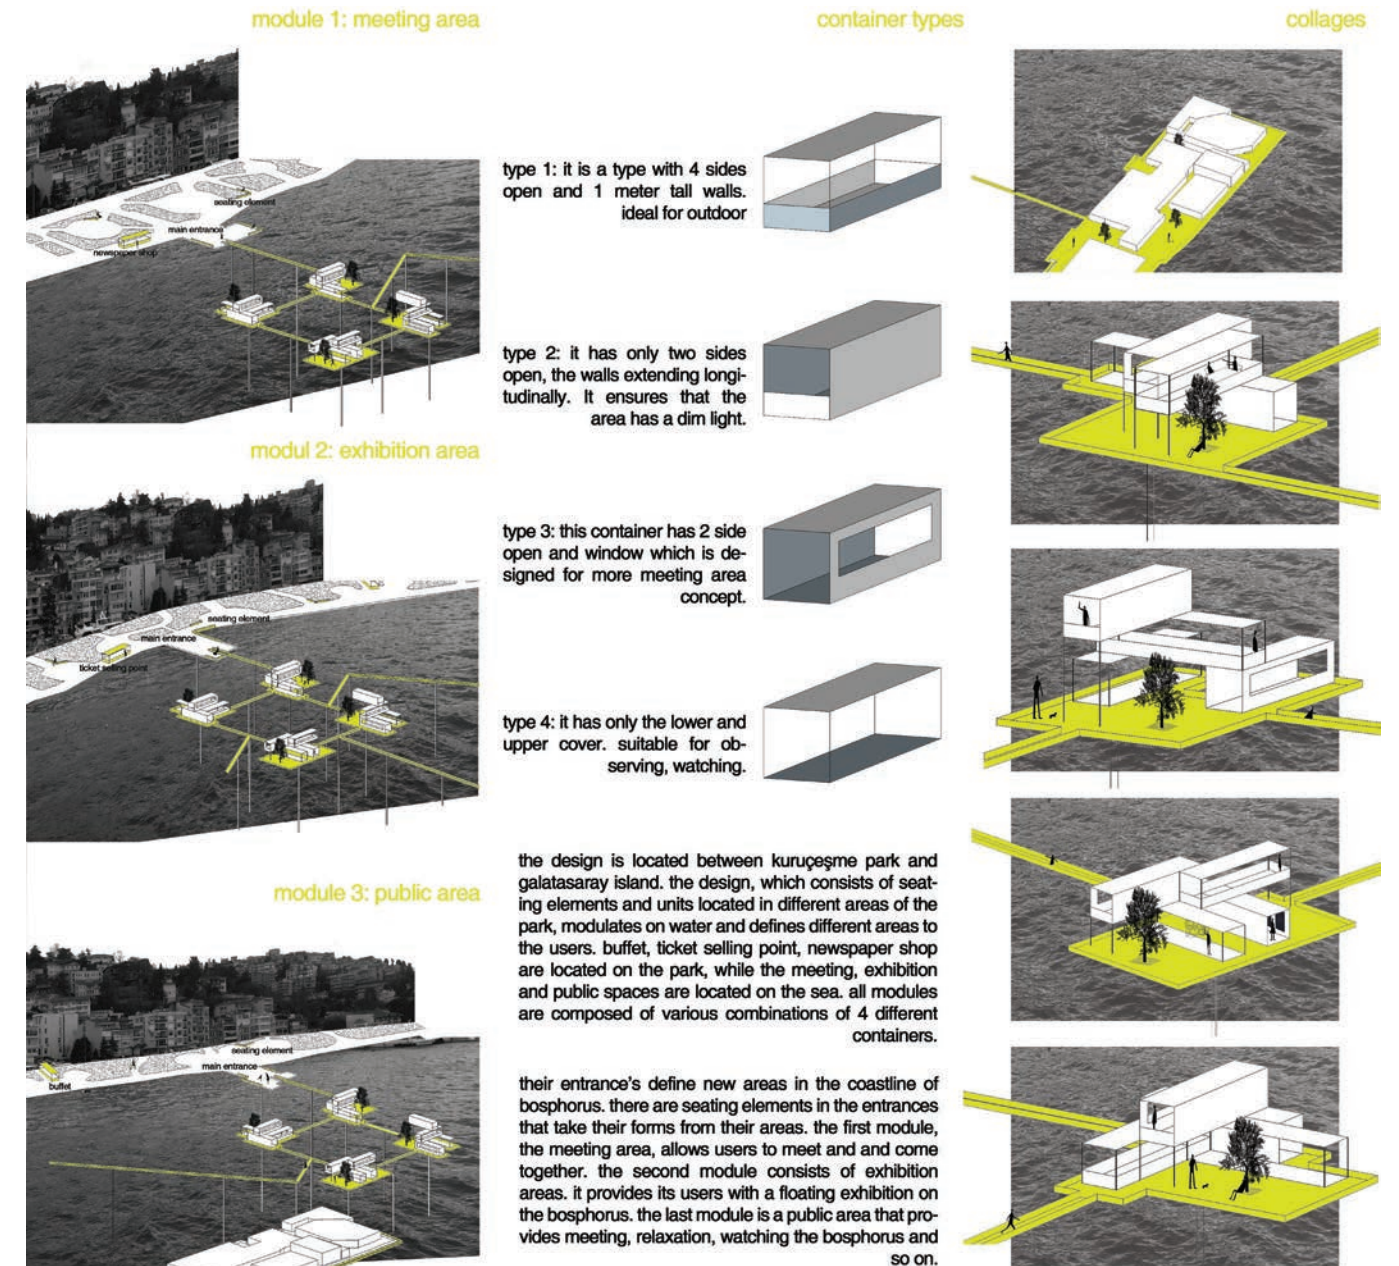 module 1: meeting area
seating element
main entrance
newspaper shop
modul 2: exhibition area
seating element
main entrance
ticket selling point
module 3: public area
seating element
main entrance
buffet
container types
type 1: it is a type with 4 sides
open and 1 meter tall walls.
ideal for outdoor
type 2: it has only two sides
open, the walls extending longi-
tudinally. It ensures that the
area has a dim light.
type 3: this container has 2 side
open and window which is de-
signed for more meeting area
concept.
type 4: it has only the lower and
upper cover. suitable for ob-
serving, watching.
the design is located between kuruçeşme park and
galatasaray island. the design, which consists of seat-
ing elements and units located in different areas of the
park, modulates on water and defines different areas to
the users. buffet, ticket selling point, newspaper shop
are located on the park, while the meeting, exhibition
and public spaces are located on the sea. all modules
are composed of various combinations of 4 different
containers.
their entrance's define new areas in the coastline of
bosphorus. there are seating elements in the entrances
that take their forms from their areas. the first module,
the meeting area, allows users to meet and and come
together. the second module consists of exhibition
areas. it provides its users with a floating exhibition on
the bosphorus. the last module is a public area that pro-
vides meeting, relaxation, watching the bosphorus and
so on.
collages